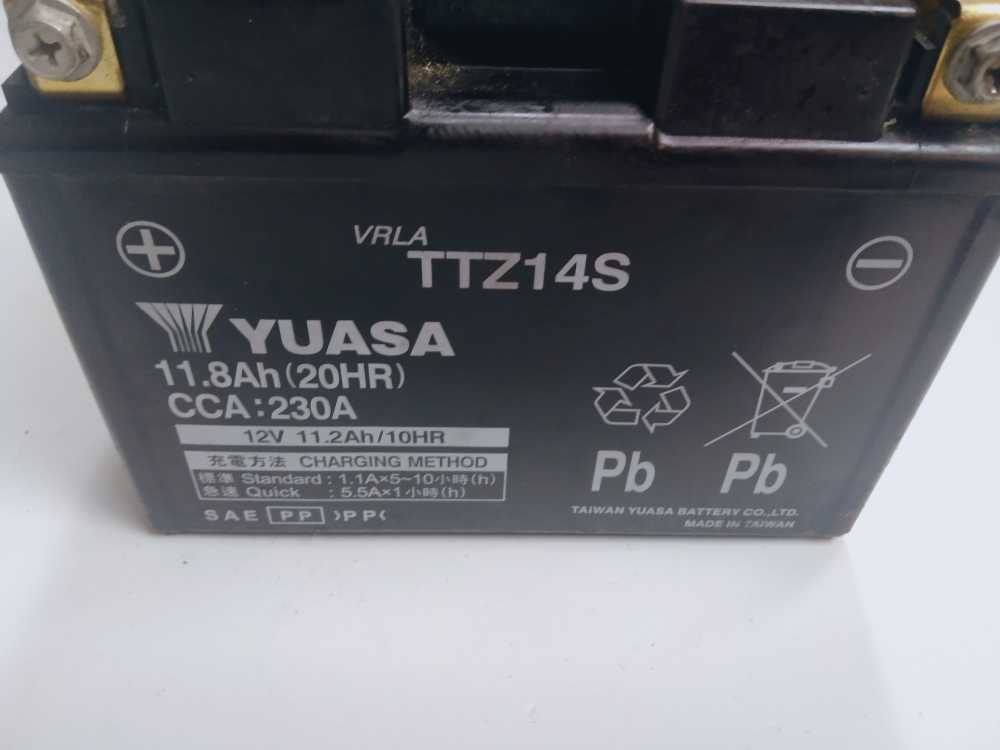 VRLA
TTZ14S
YUASA
11.8Ah(20HR)
CCA:230A
12V 11.2Ah/10HR
充電方法 CHARGING METHOD
標準 Standard : 1.1A×5~10小時(h)
急速 Quick : 5.5A×1小時(h)
SAE PP >PP<
Pb Pb
TAIWAN YUASA BATTERY CO.,LTD.
MADE IN TAIWAN